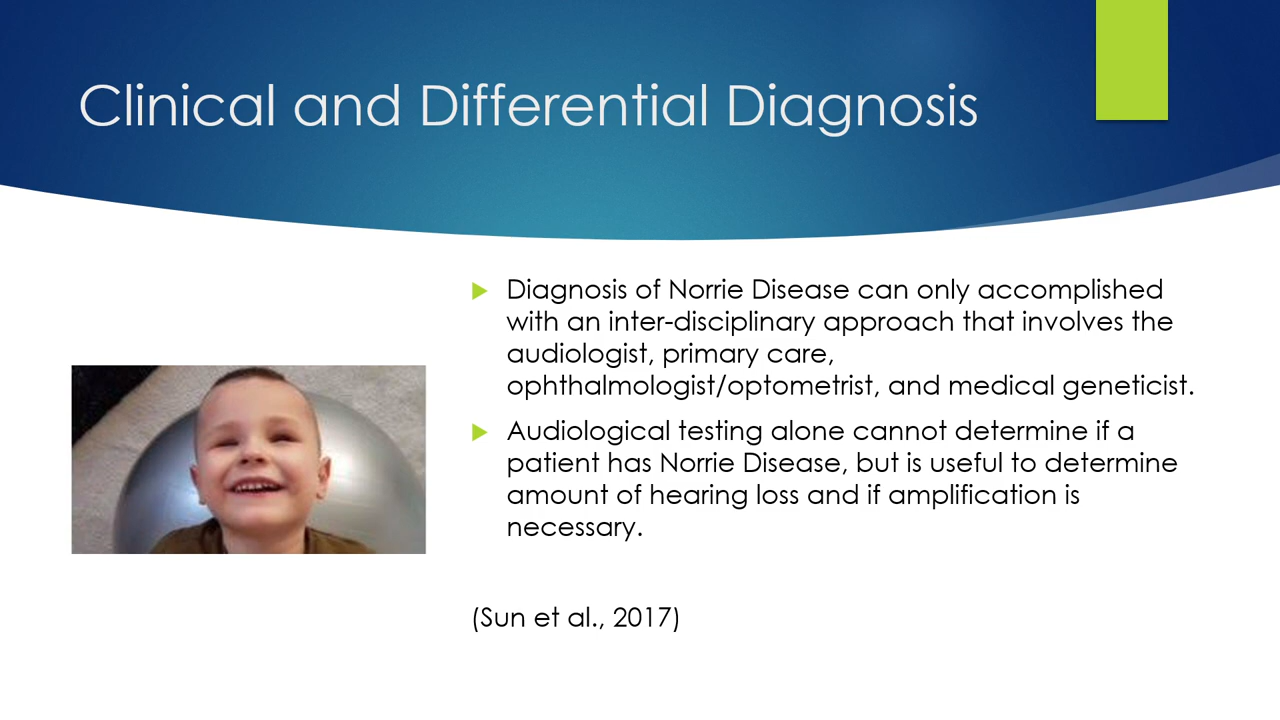 Clinical and Differential Diagnosis
Diagnosis of Norrie Disease can only accomplished
with an inter-disciplinary approach that involves the
audiologist, primary care,
ophthalmologist/optometrist, and medical geneticist.
Audiological testing alone cannot determine if a
patient has Norrie Disease, but is useful to determine
amount of hearing loss and if amplification is
necessary.
(Sun et al., 2017)